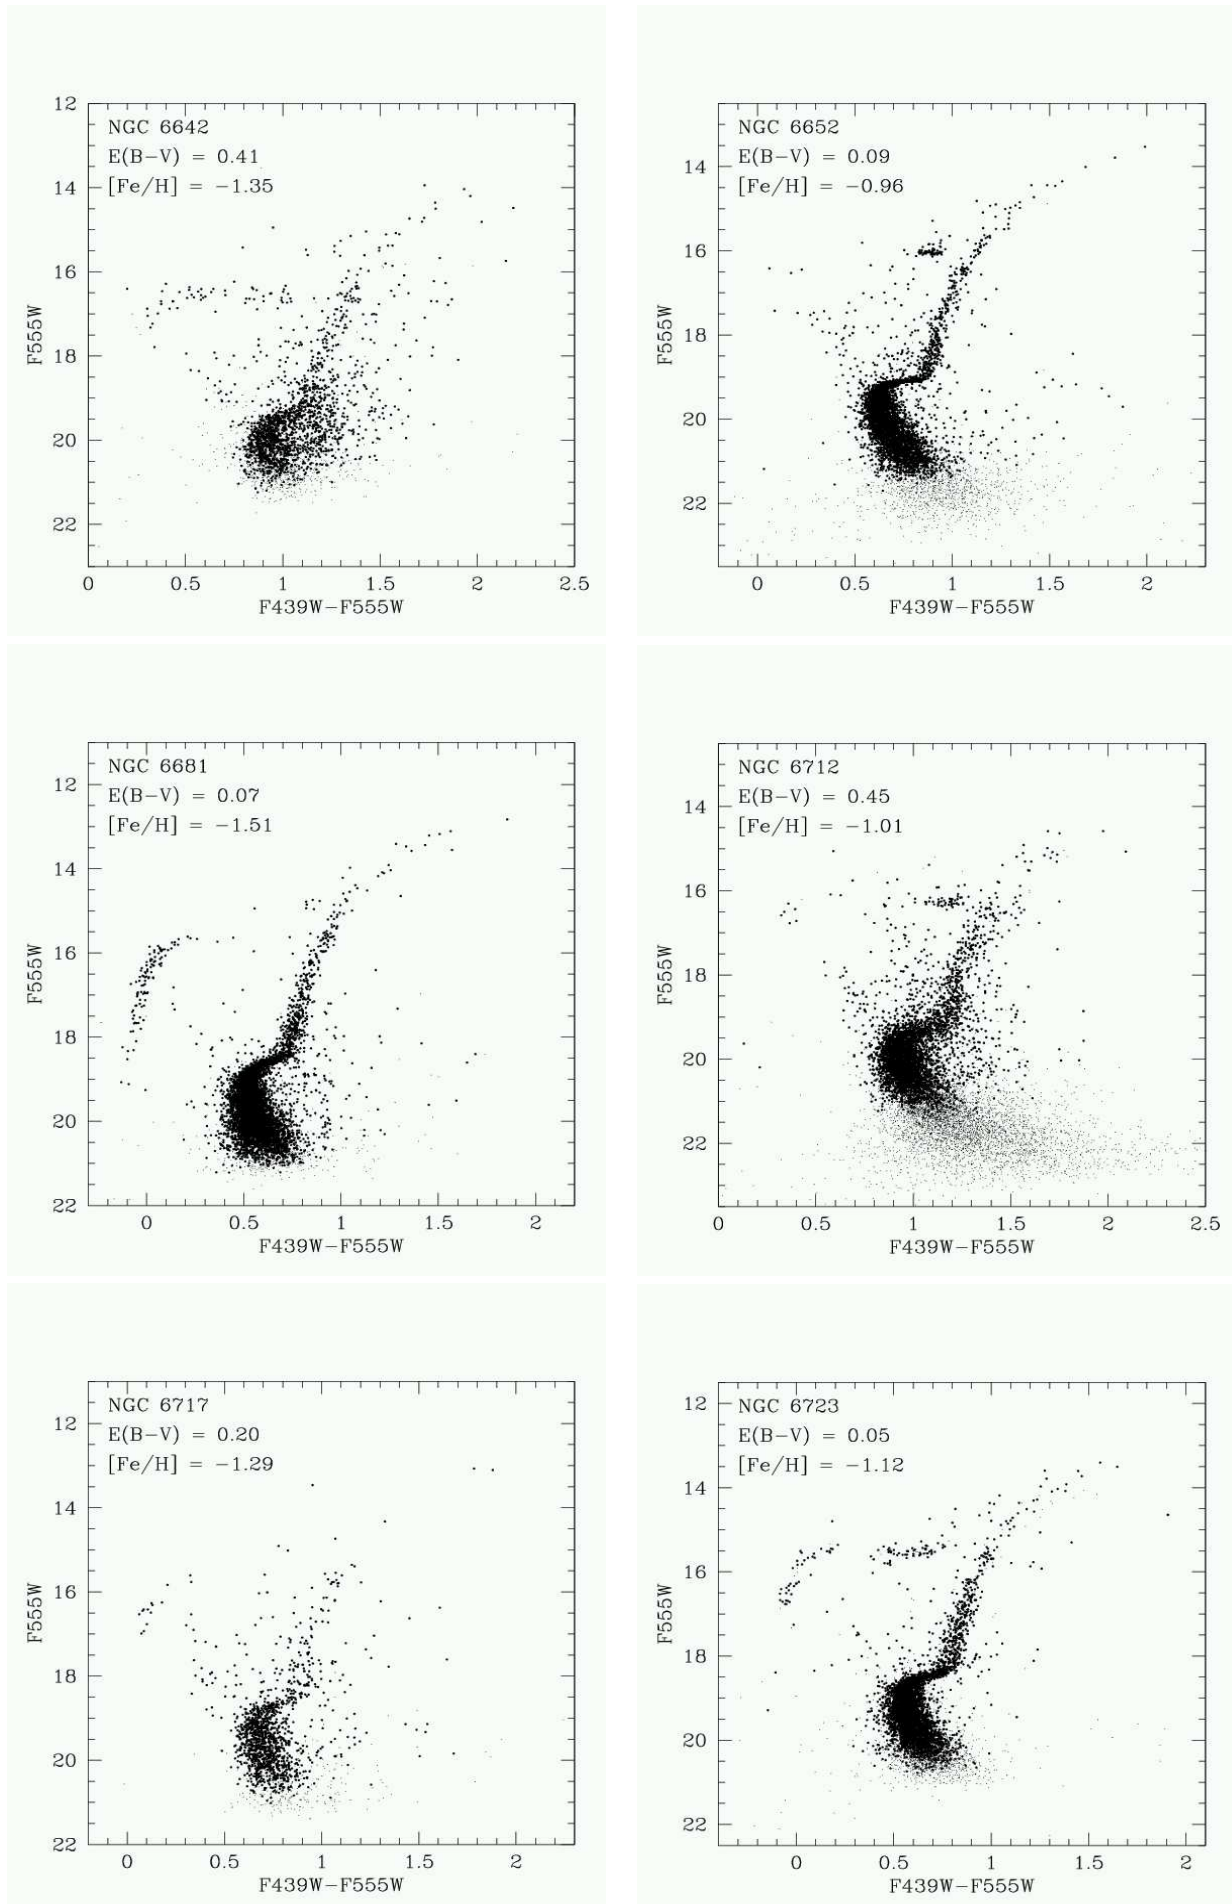 NGC 6642
E(B−V) = 0.41
[Fe/H] = −1.35
12
14
16
18
20
22
F555W
0 0.5 1 1.5 2 2.5
F439W−F555W
NGC 6652
E(B−V) = 0.09
[Fe/H] = −0.96
14
16
18
20
22
F555W
0 0.5 1 1.5 2
F439W−F555W
NGC 6681
E(B−V) = 0.07
[Fe/H] = −1.51
12
14
16
18
20
22
F555W
0 0.5 1 1.5 2
F439W−F555W
NGC 6712
E(B−V) = 0.45
[Fe/H] = −1.01
14
16
18
20
22
F555W
0 0.5 1 1.5 2 2.5
F439W−F555W
NGC 6717
E(B−V) = 0.20
[Fe/H] = −1.29
12
14
16
18
20
22
F555W
0 0.5 1 1.5 2
F439W−F555W
NGC 6723
E(B−V) = 0.05
[Fe/H] = −1.12
12
14
16
18
20
22
F555W
0 0.5 1 1.5 2
F439W−F555W